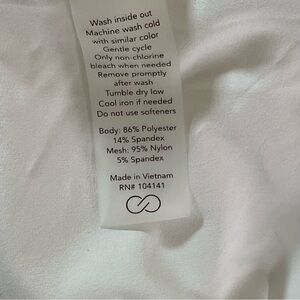 Wash inside out
Machine wash cold
with similar color
Gentle cycle
Only non-chlorine
bleach when needed
Remove promptly
after wash
Tumble dry low
Cool iron if needed
Do not use softeners
Body: 86% Polyester
14% Spandex
Mesh: 95% Nylon
5% Spandex
Made in Vietnam
RN# 104141